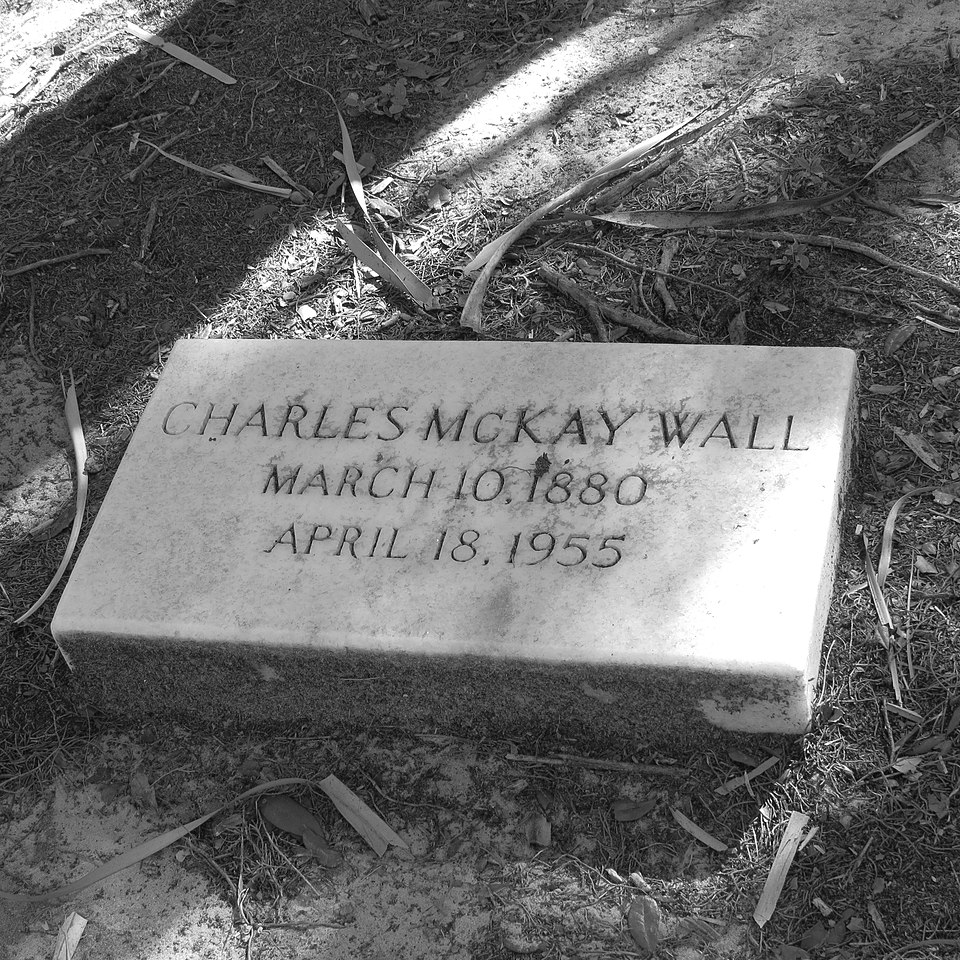 CHARLES MCKAY WALL
MARCH 10, 1880
APRIL 18, 1955